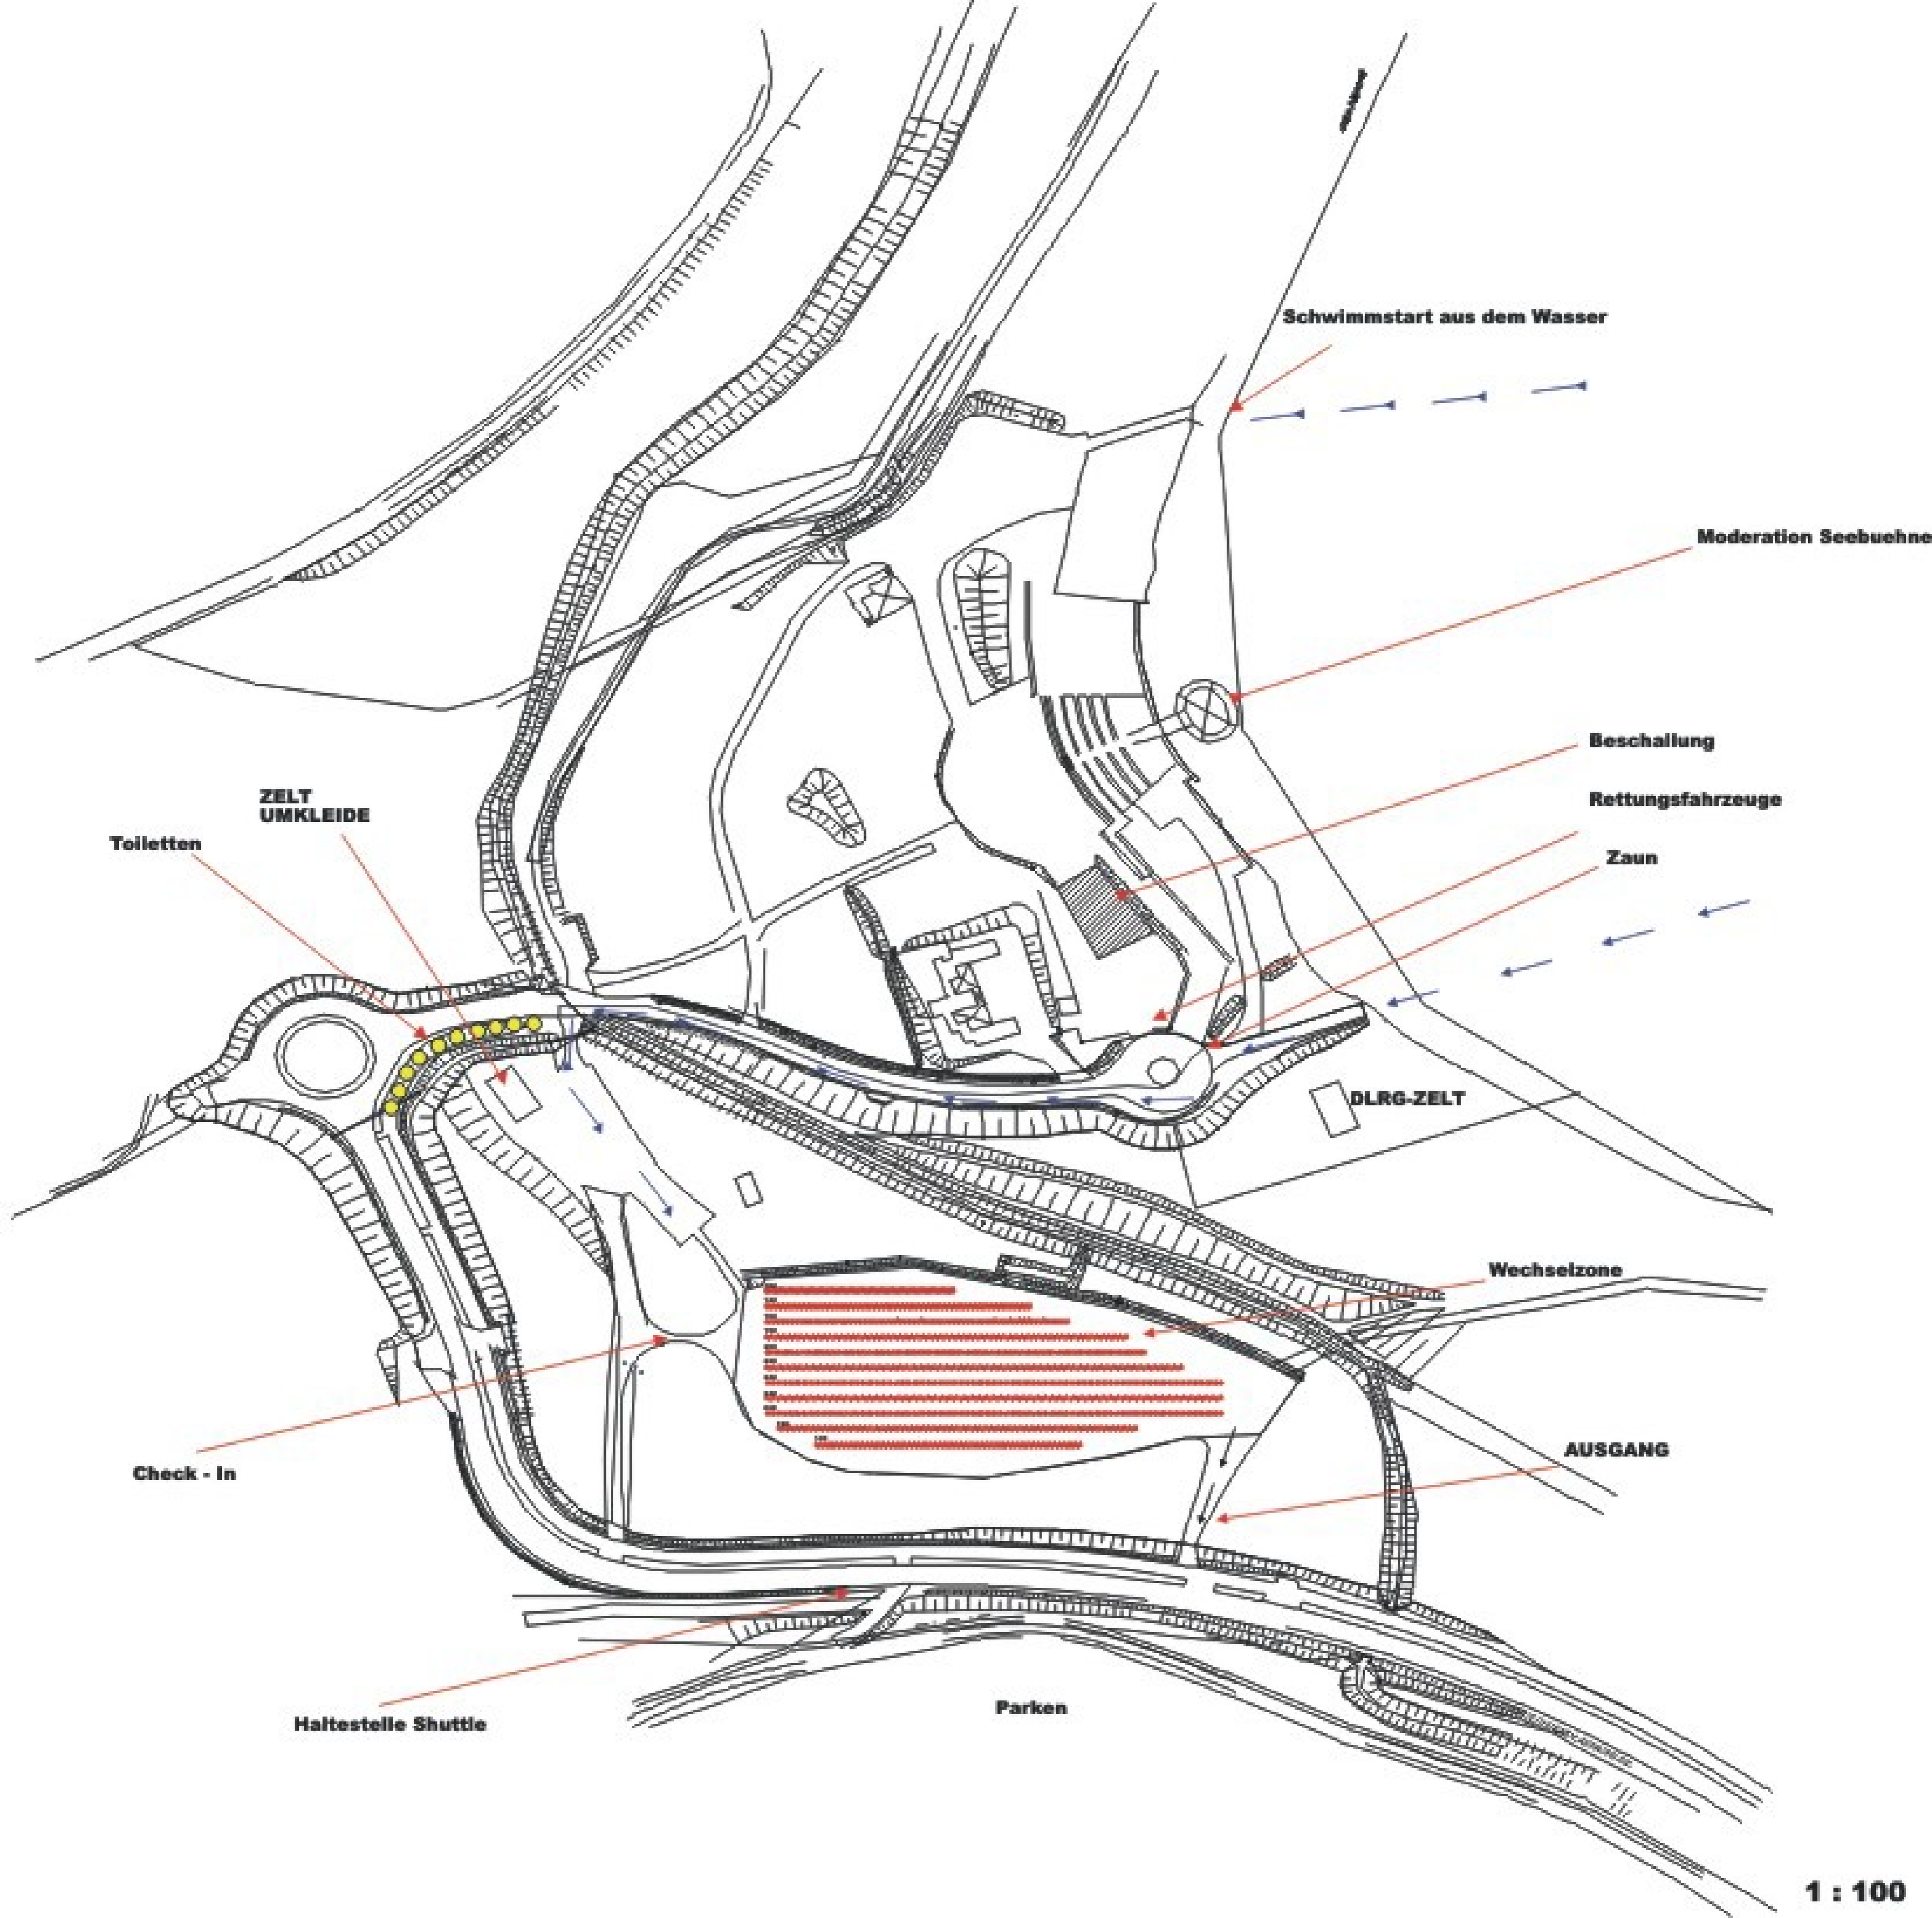 Schwimmstart aus dem Wasser
Moderation Seebuehne
Beschallung
Rettungsfahrzeuge
ZELT
UMKLEIDE
Toiletten
Zaun
DLRG-ZELT
Wechselzone
AUSGANG
Check - In
Haltestelle Shuttle
Parken
1 : 100